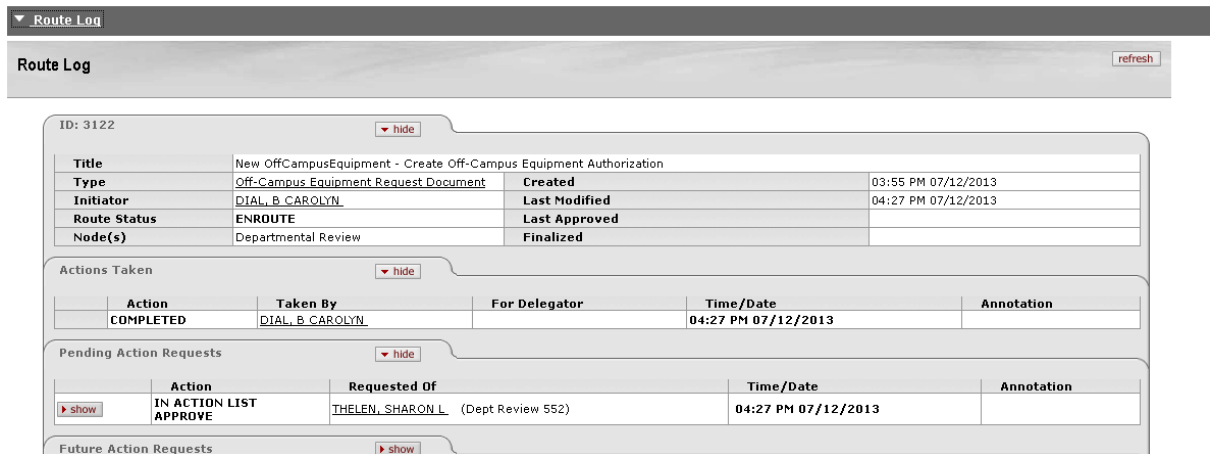 Route Log
Route Log
refresh
ID: 3122
hide
Title New OffCampusEquipment - Create Off-Campus Equipment Authorization
Type Off-Campus Equipment Request Document Created 03:55 PM 07/12/2013
Initiator DIAL, B CAROLYN Last Modified 04:27 PM 07/12/2013
Route Status ENROUTE Last Approved
Node(s) Departmental Review Finalized
Actions Taken hide
Action Taken By For Delegator Time/Date Annotation
COMPLETED DIAL, B CAROLYN 04:27 PM 07/12/2013
Pending Action Requests hide
Action Requested Of Time/Date Annotation
show IN ACTION LIST
APPROVE THELEN, SHARON L (Dept Review 552) 04:27 PM 07/12/2013
Future Action Requests show